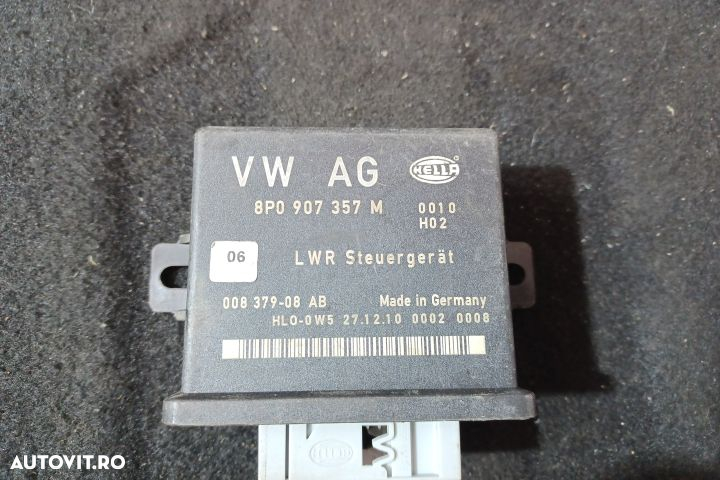 VW AG HELLA ®
8P0 907 357 M 0010
H02
06 LWR Steuergerät
008 379-08 AB Made in Germany
HLO-0W5 27.12.10 0002 0008
HELLA
AUTOVIT.RO